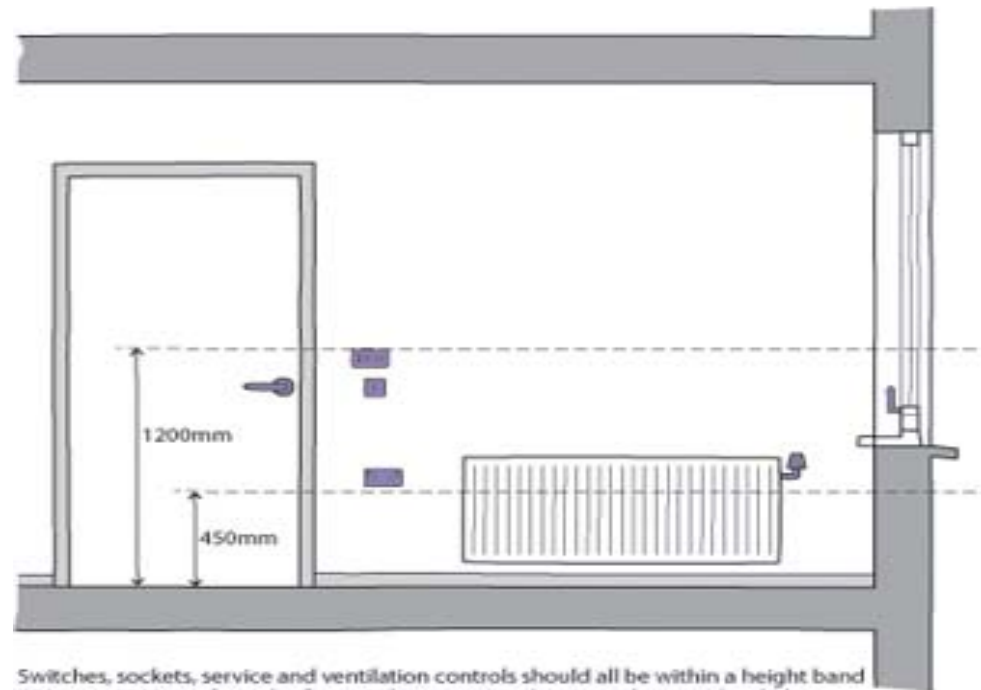 1200mm
450mm
Switches, sockets, service and ventilation controls should all be within a height band